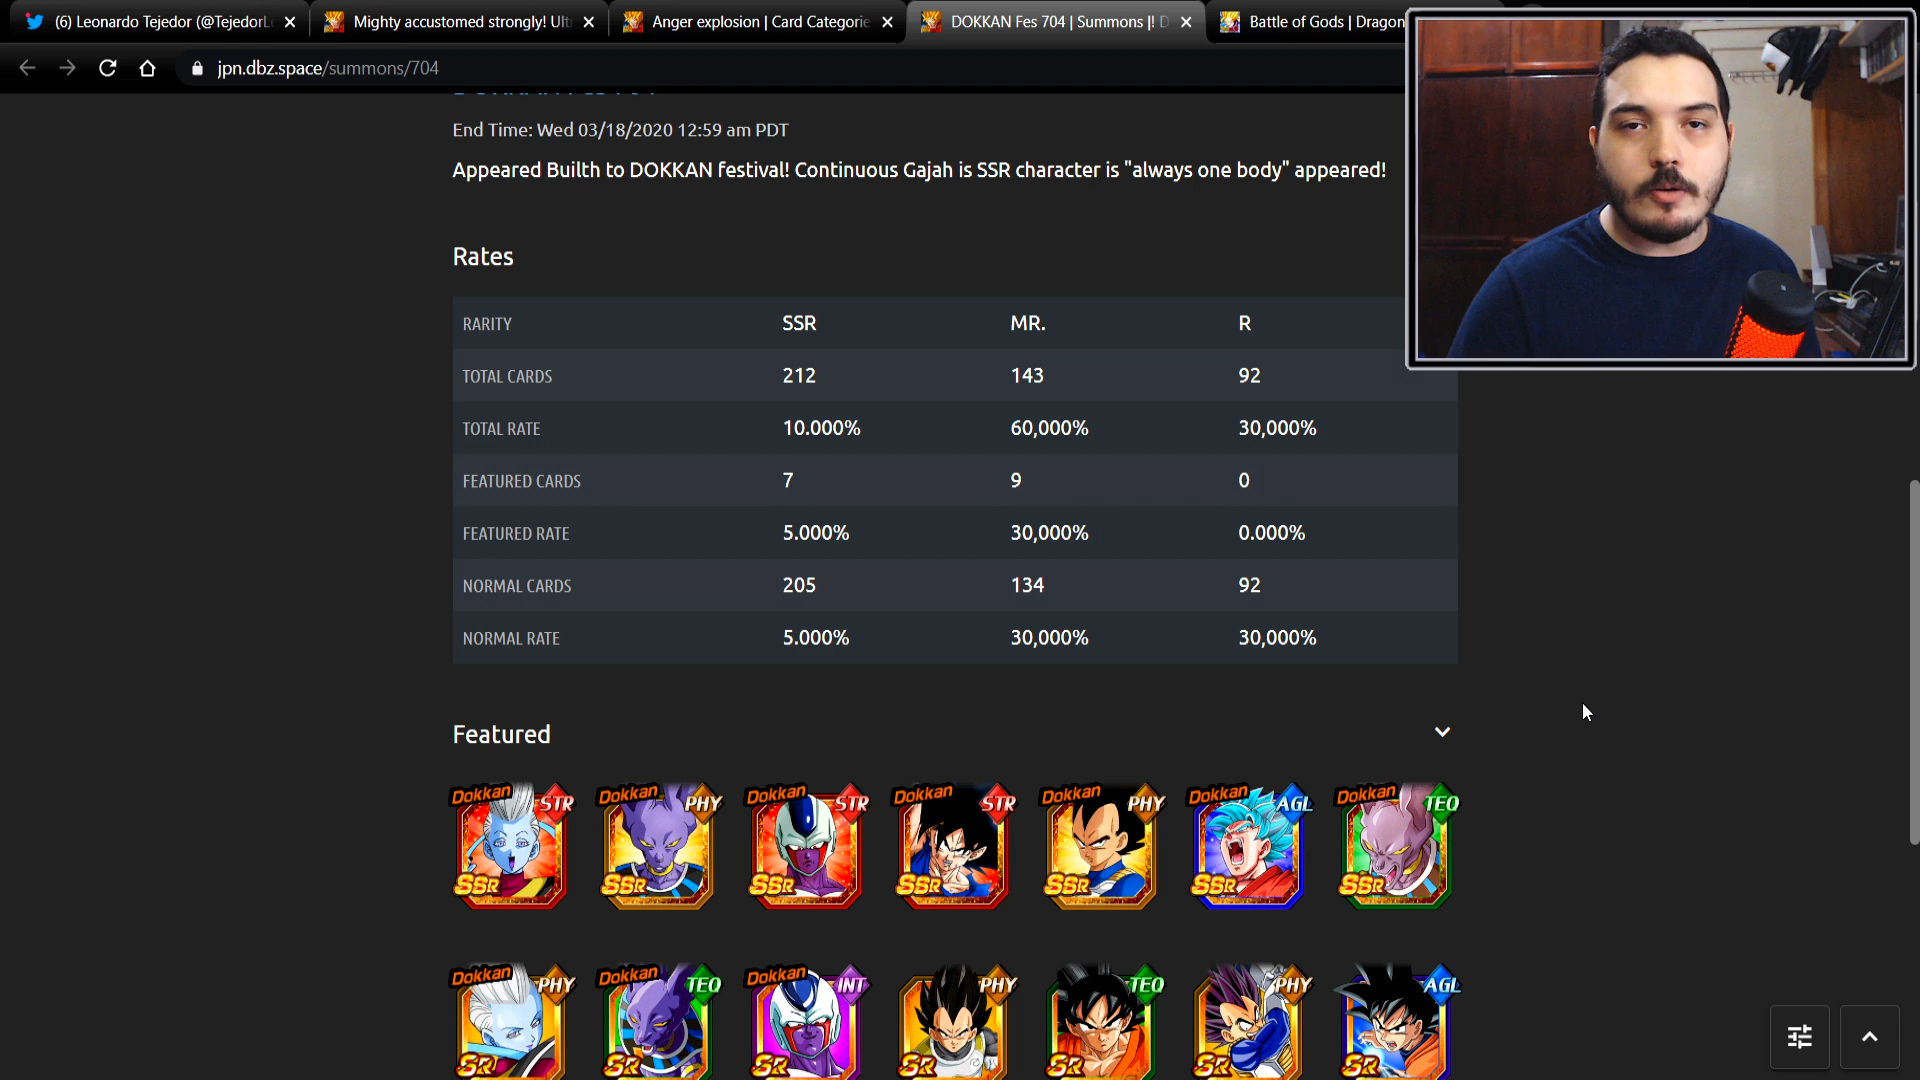 (6) Leonardo Tejedor (@TejedorL
Mighty accustomed strongly! Ult
Anger explosion | Card Categorie
DOKKAN Fes 704 | Summons |! D
Battle of Gods | Dragon
jpn.dbz.space/summons/704
End Time: Wed 03/18/2020 12:59 am PDT
Appeared Builth to DOKKAN festival! Continuous Gajah is SSR character is "always one body" appeared!
Rates
RARITY SSR MR. R
TOTAL CARDS 212 143 92
TOTAL RATE 10.000% 60,000% 30,000%
FEATURED CARDS 7 9 0
FEATURED RATE 5.000% 30,000% 0.000%
NORMAL CARDS 205 134 92
NORMAL RATE 5.000% 30,000% 30,000%
Featured
Dokkan STR Dokkan PHY Dokkan STR Dokkan STR Dokkan PHY Dokkan AGL Dokkan TEQ
SSR SSR SSR SSR SSR SSR SSR
Dokkan PHY Dokkan TEQ Dokkan INT PHY TEQ PHY AGL
SR SR SR SR SR SR SR